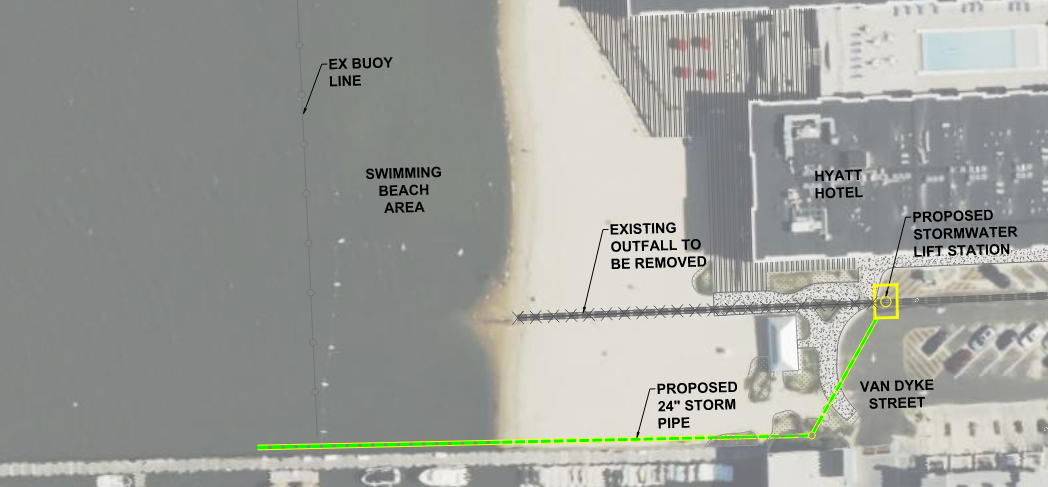 EX BUOY
LINE
SWIMMING
BEACH
AREA
HYATT
HOTEL
EXISTING
OUTFALL TO
BE REMOVED
PROPOSED
STORMWATER
LIFT STATION
PROPOSED
24" STORM
PIPE
VAN DYKE
STREET